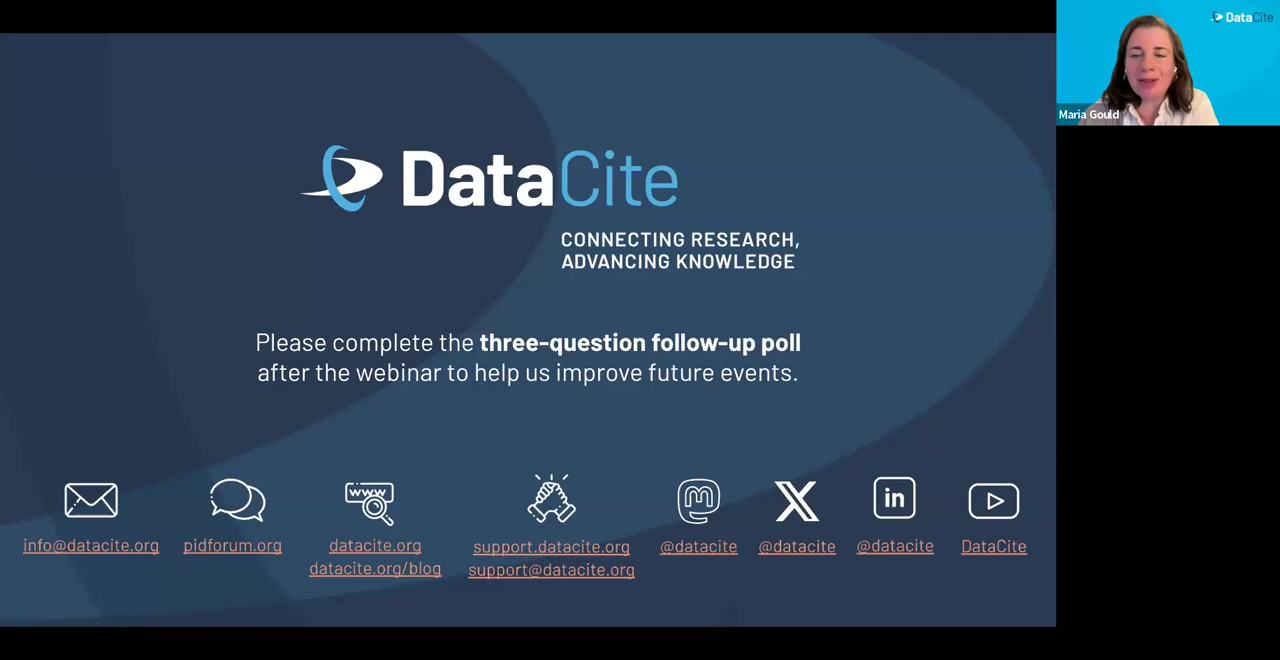 DataCite
CONNECTING RESEARCH,
ADVANCING KNOWLEDGE
Please complete the three-question follow-up poll
after the webinar to help us improve future events.
www
info@datacite.org
pidforum.org
datacite.org
datacite.org/blog
support.datacite.org
support@datacite.org
@datacite
@datacite
in
@datacite
DataCite
DataCite
Maria Gould